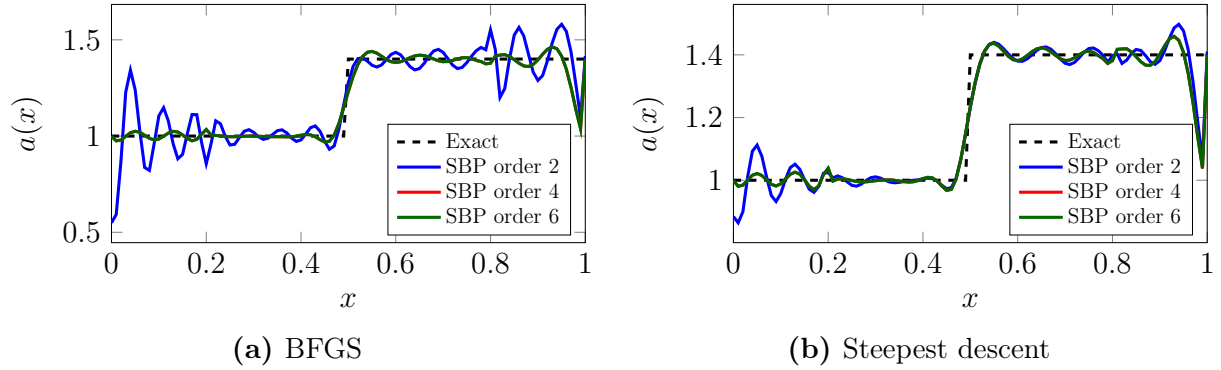 1.5
1
0.5
a(x)
0
0.2
0.4
0.6
0.8
1
x
Exact
SBP order 2
SBP order 4
SBP order 6
(a) BFGS
1.4
1.2
1
a(x)
0
0.2
0.4
0.6
0.8
1
x
Exact
SBP order 2
SBP order 4
SBP order 6
(b) Steepest descent